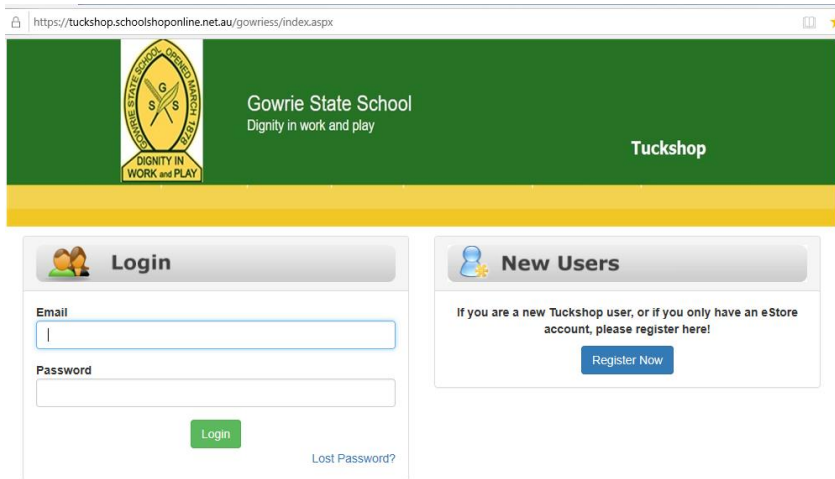 https://tuckshop.schoolshoponline.net.au/gowriess/index.aspx
GOWRIE STATE SCHOOL OPENED MARCH 1878
G
S S
DIGNITY IN
WORK and PLAY
Gowrie State School
Dignity in work and play
Tuckshop
Login
Email
Password
Login
Lost Password?
New Users
If you are a new Tuckshop user, or if you only have an eStore
account, please register here!
Register Now